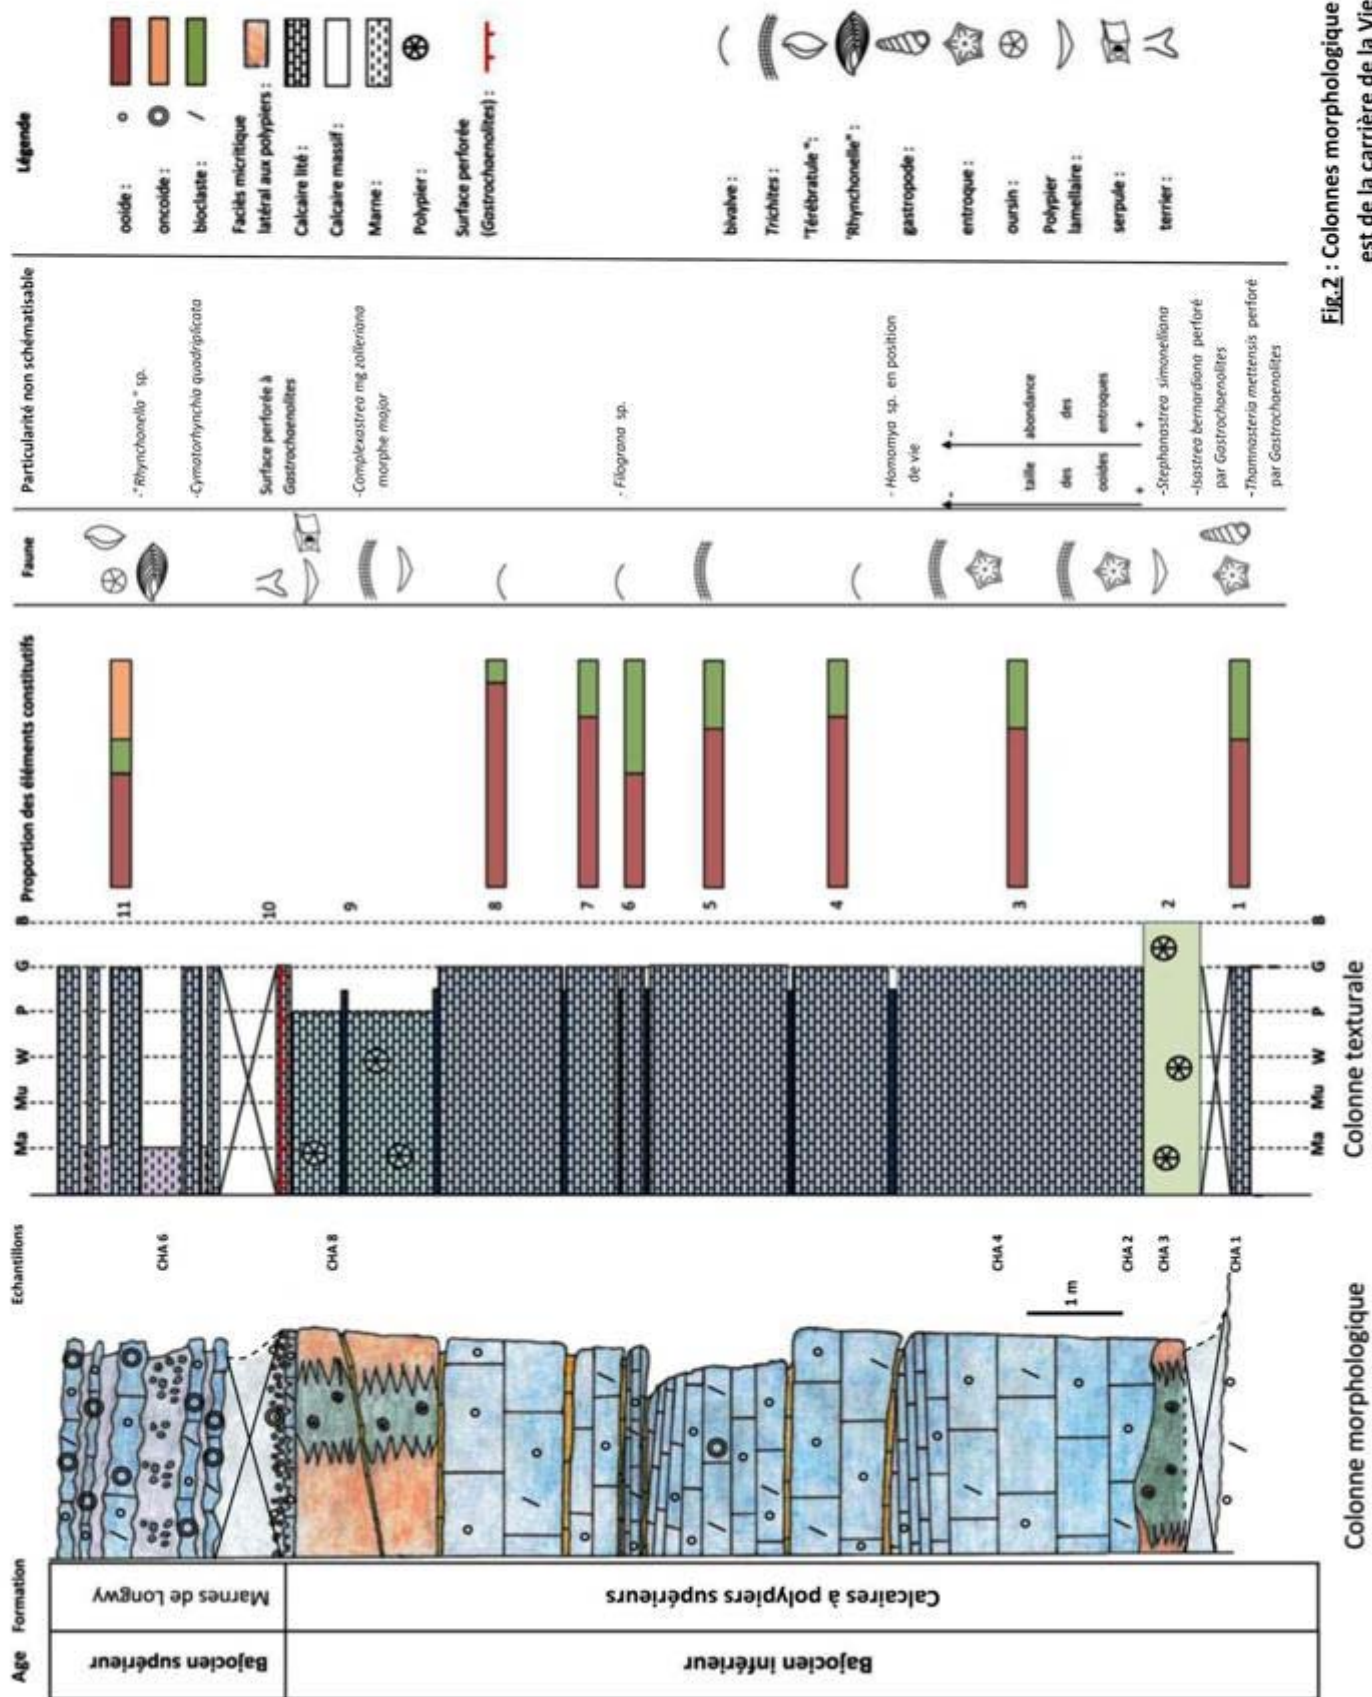 Age
Formation
Echantillons
Ma
Mu
W
P
G
B
Proportion des éléments constitutifs
Faune
Particularité non schématisable
Légende
Bajocien supérieur
Bajocien inférieur
Marnes de Longwy
Calcaires à polypiers supérieurs
CHA 6
CHA 8
CHA 4
CHA 2
CHA 3
CHA 1
1 m
11
10
9
8
7
6
5
4
3
2
1
Ma
Mu
W
P
G
B
-"Rhynchonella" sp.
-Cymatorhynchia quadriplicata
Surface perforée à
Gastrochaenolites
-Complexastrea mg zolleriana
morphe major
- Filograna sp.
- Homomya sp. en position
de vie
-
-
taille
des
ooides
abondance
des
entroques
+
+
-Stephanastrea simonelliana
-Isastrea bernardiana perforé
par Gastrochaenolites
-Thamnasteria mettensis perforé
par Gastrochaenolites
ooide :
oncoide :
bioclaste :
Faciès micritique
latéral aux polypiers :
Calcaire lité :
Calcaire massif :
Marne :
Polypier :
Surface perforée
(Gastrochaenolites) :
bivalve :
Trichites :
"Térébratule" :
"Rhynchonelle" :
gastropode :
entroque :
oursin :
Polypier
lamellaire :
serpule :
terrier :
Colonne morphologique
Colonne texturale
Fig.2 : Colonnes morphologique
est de la carrière de la Vie